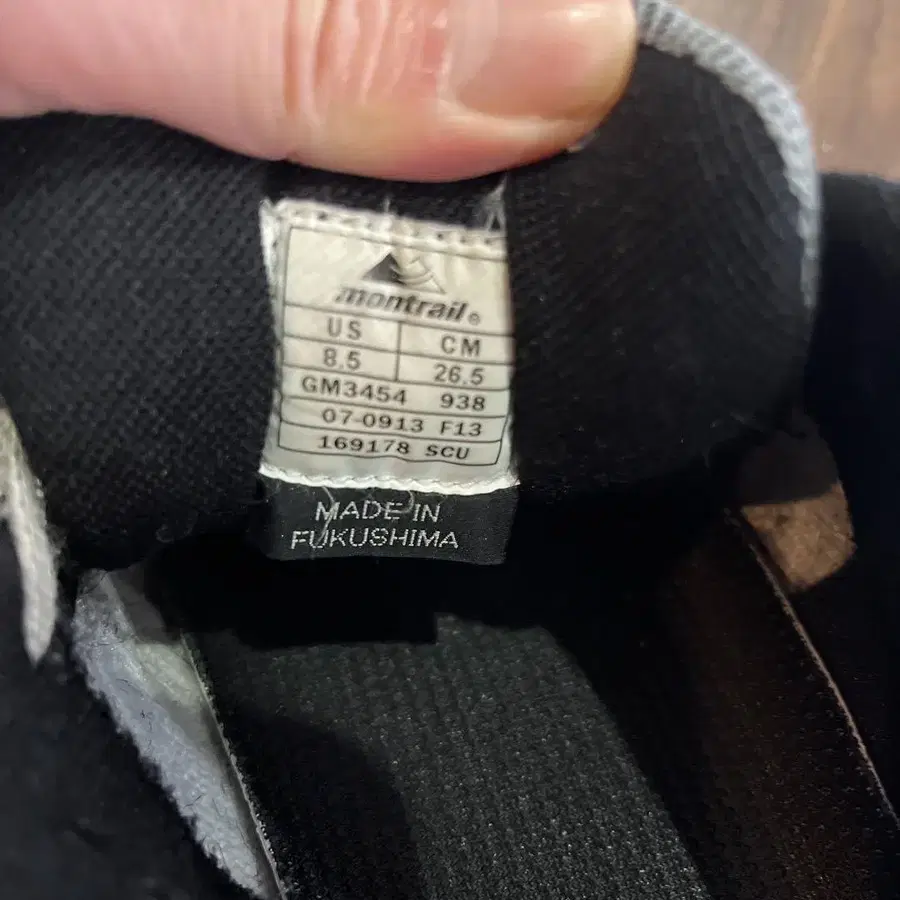 montrail®
US CM
8.5 26.5
GM3454 938
07-0913 F13
169178 SCU
MADE IN
FUKUSHIMA